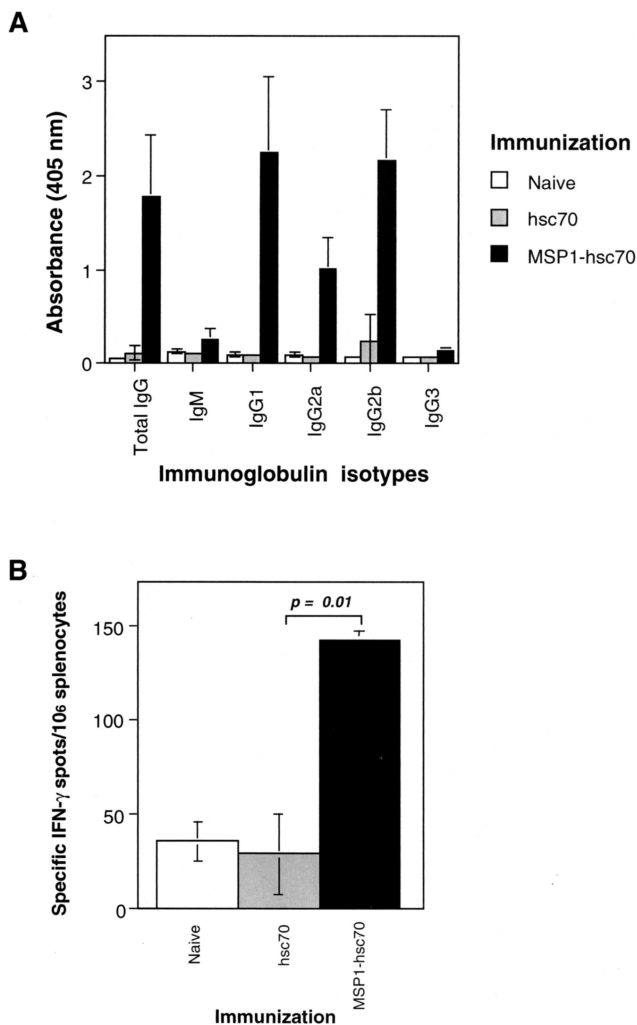 A
Absorbance (405 nm)
3
2
1
0
Total IgG
IgM
IgG1
IgG2a
IgG2b
IgG3
Immunoglobulin isotypes
Immunization
Naive
hsc70
MSP1-hsc70
B
Specific IFN-γ spots/106 splenocytes
150
100
50
0
p = 0.01
Naive
hsc70
MSP1-hsc70
Immunization